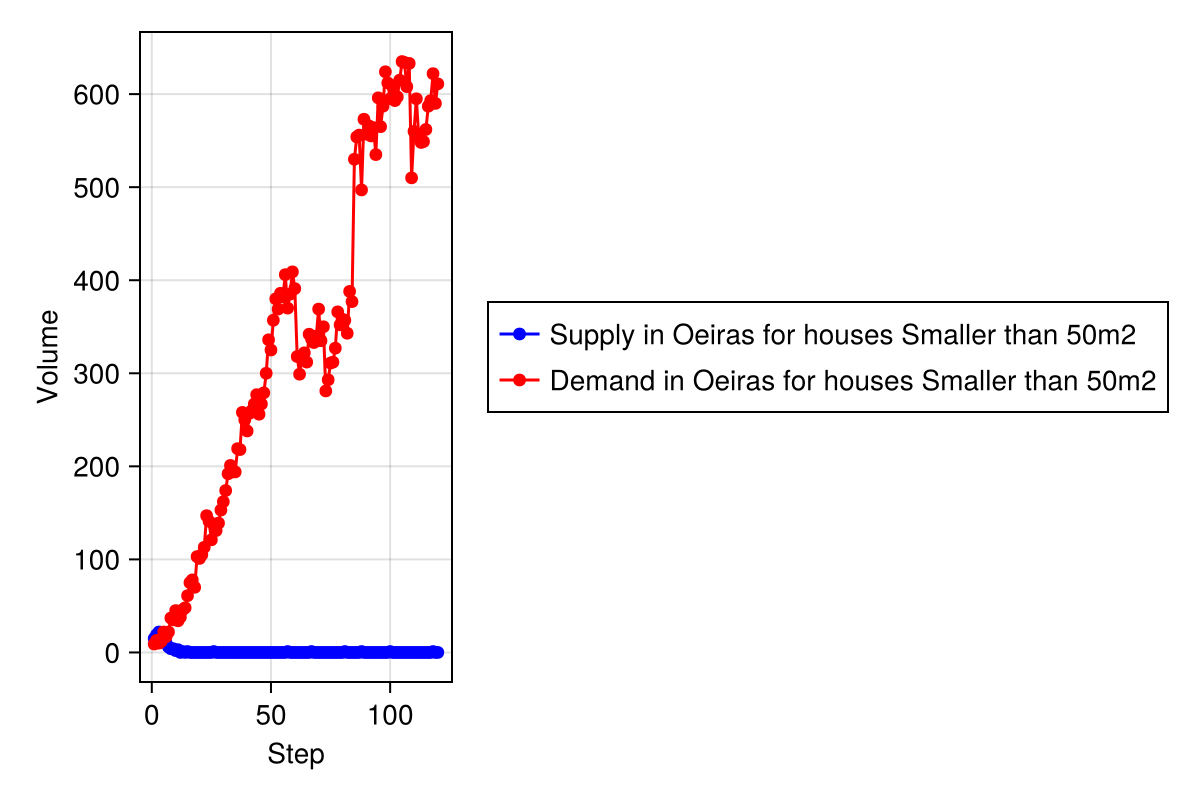 600
500
400
300
200
100
0
Volume
0 50 100
Step
Supply in Oeiras for houses Smaller than 50m2
Demand in Oeiras for houses Smaller than 50m2